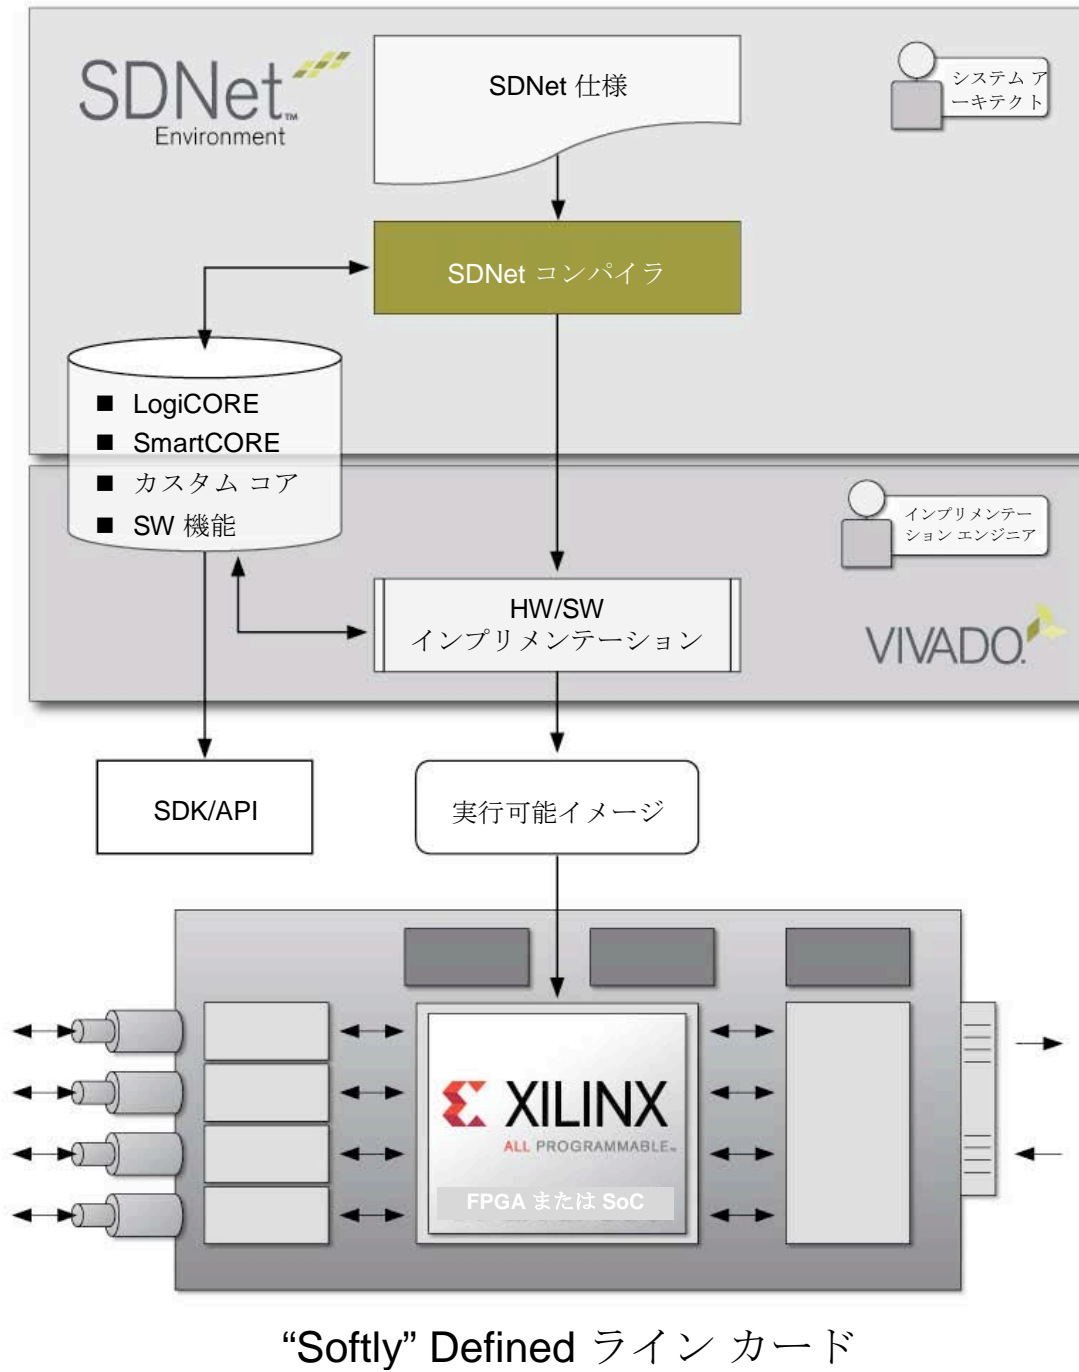 SDNet™
Environment
SDNet 仕様
システム ア
ーキテクト
SDNet コンパイラ
■ LogiCORE
■ SmartCORE
■ カスタム コア
■ SW 機能
インプリメンテー
ション エンジニア
HW/SW
インプリメンテーション
VIVADO.
SDK/API
実行可能イメージ
XILINX
ALL PROGRAMMABLE™
FPGA または SoC
“Softly” Defined ライン カード